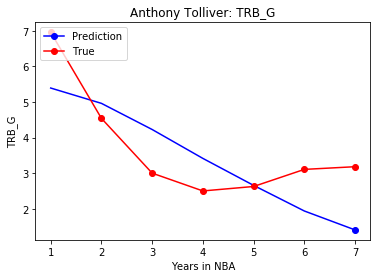 Anthony Tolliver: TRB_G
7
6
5
4
3
2
TRB_G
Prediction
True
1 2 3 4 5 6 7
Years in NBA